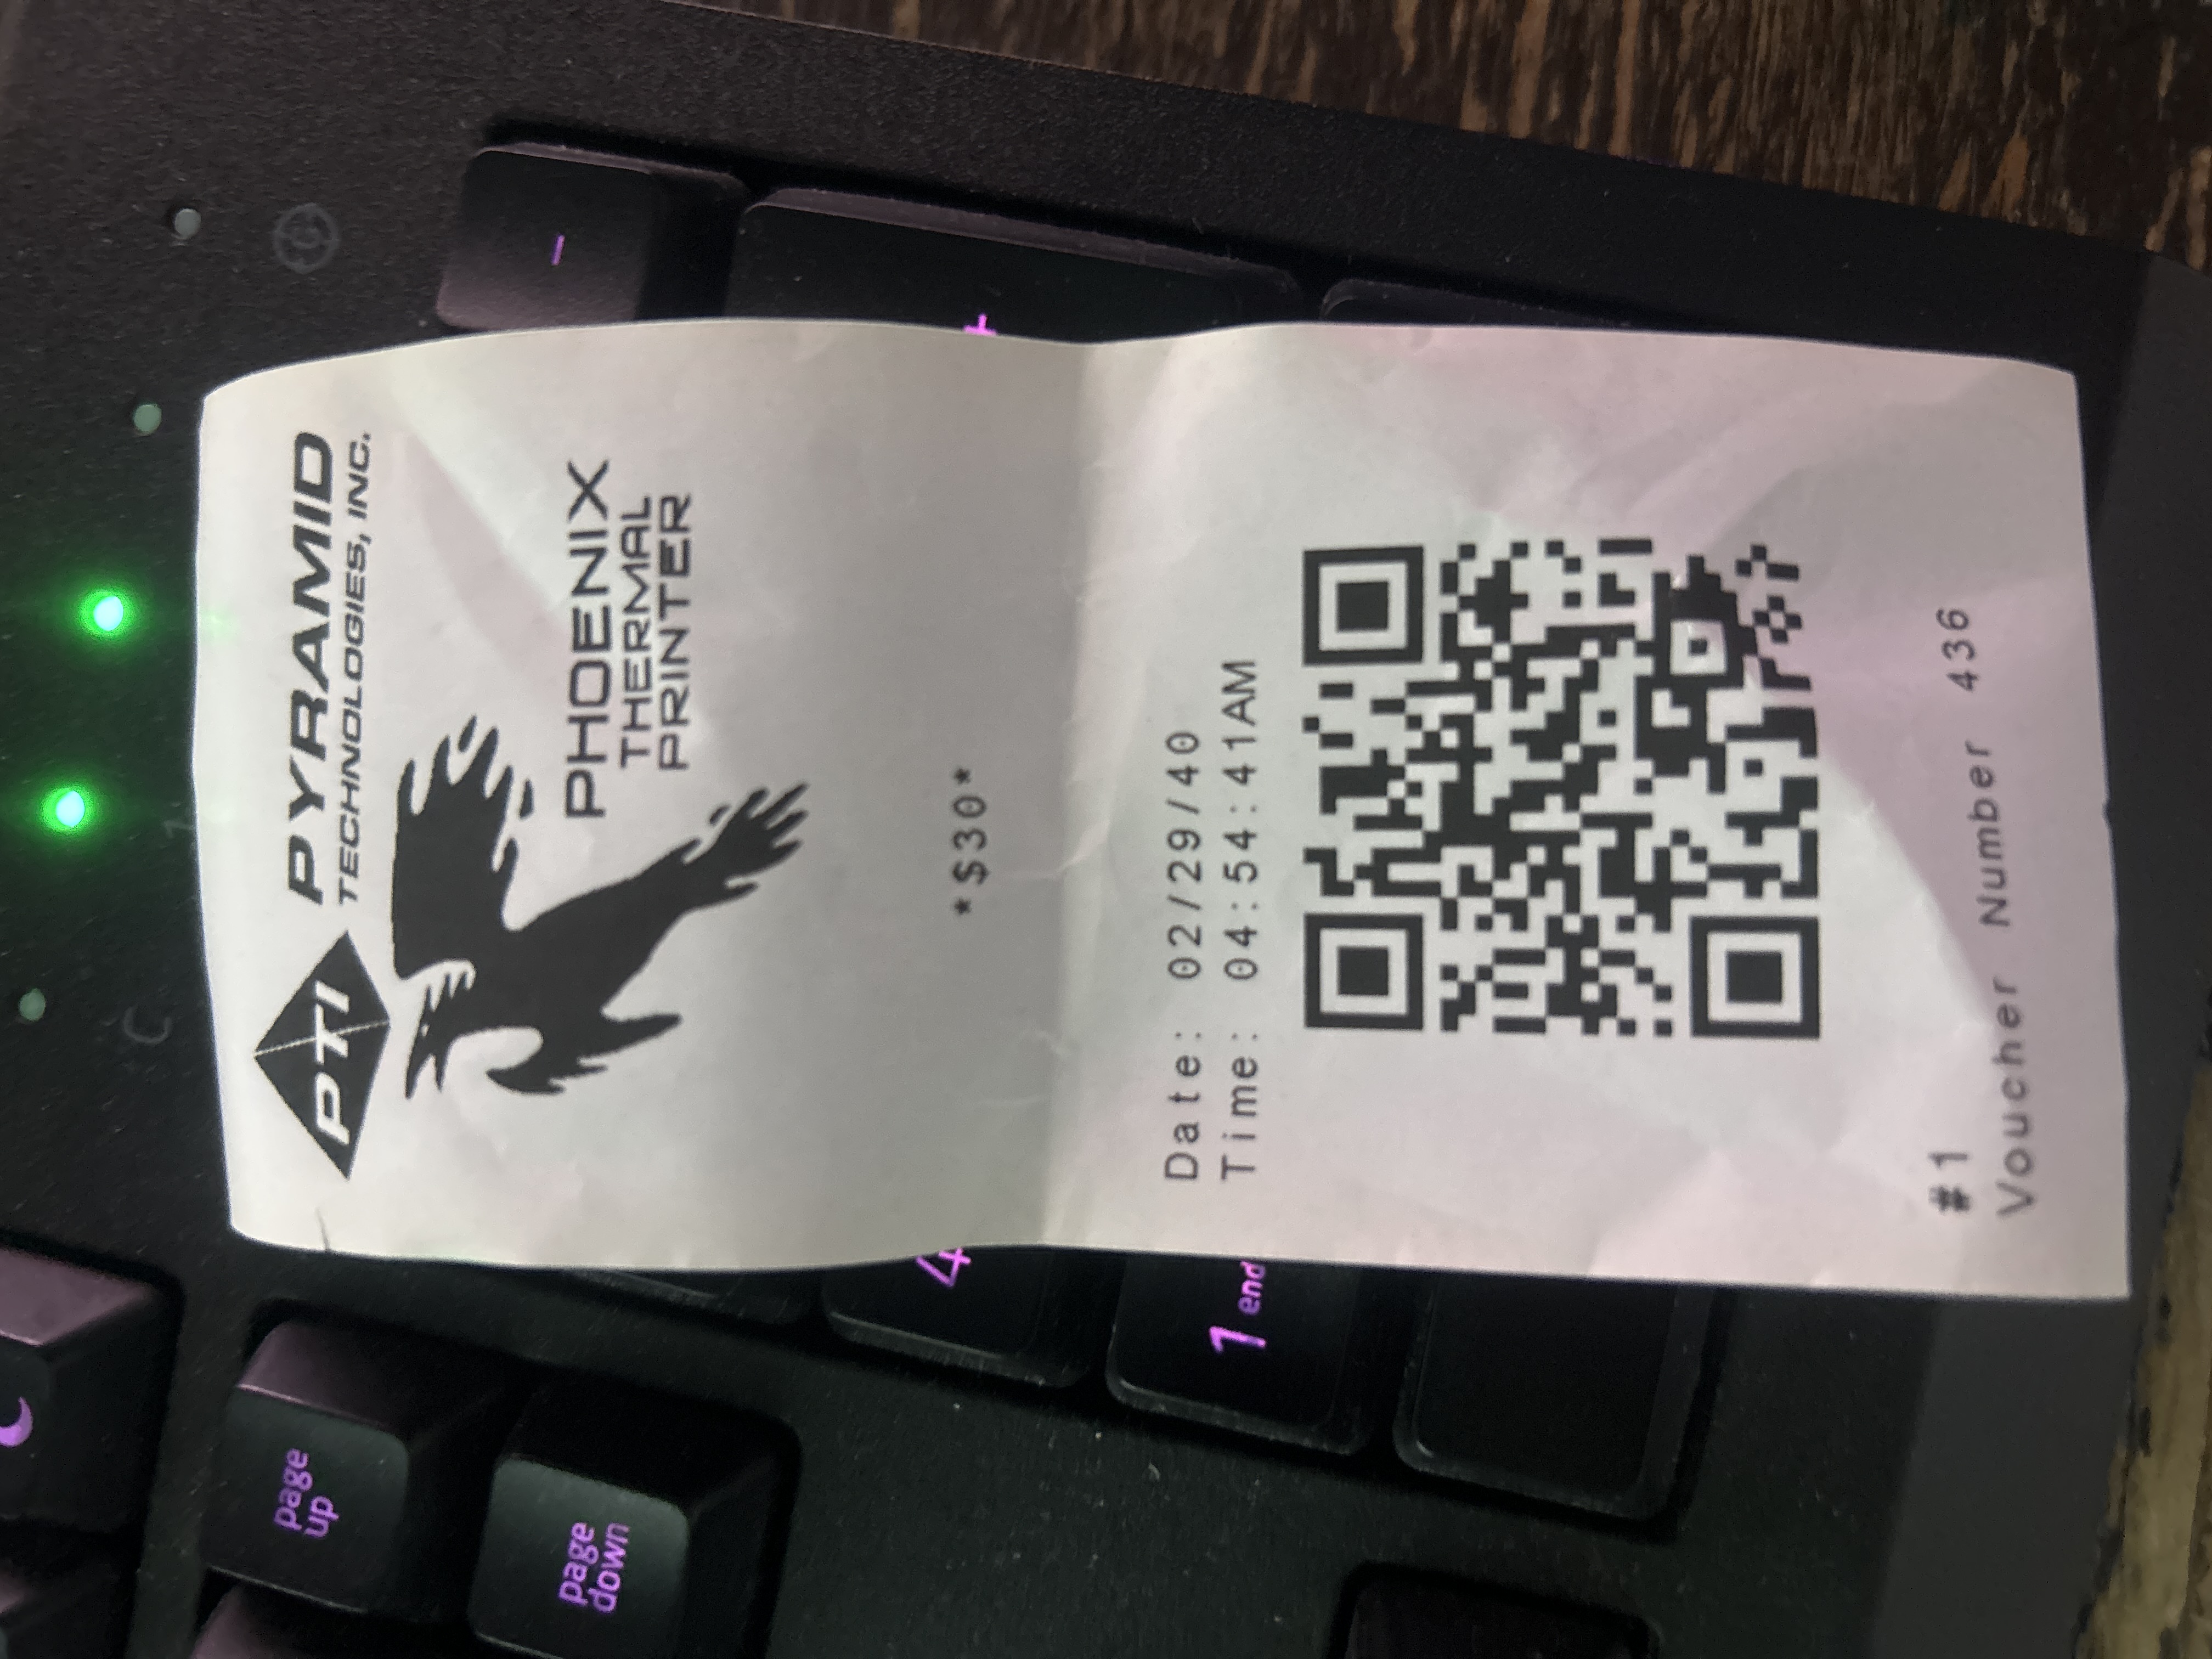 PTI
PYRAMID
TECHNOLOGIES, INC.
PHOENIX
THERMAL
PRINTER
*$30*
Date: 02/29/40
Time: 04:54:41AM
#1
Voucher Number 436
-
+
4
1 end
page
up
page
down